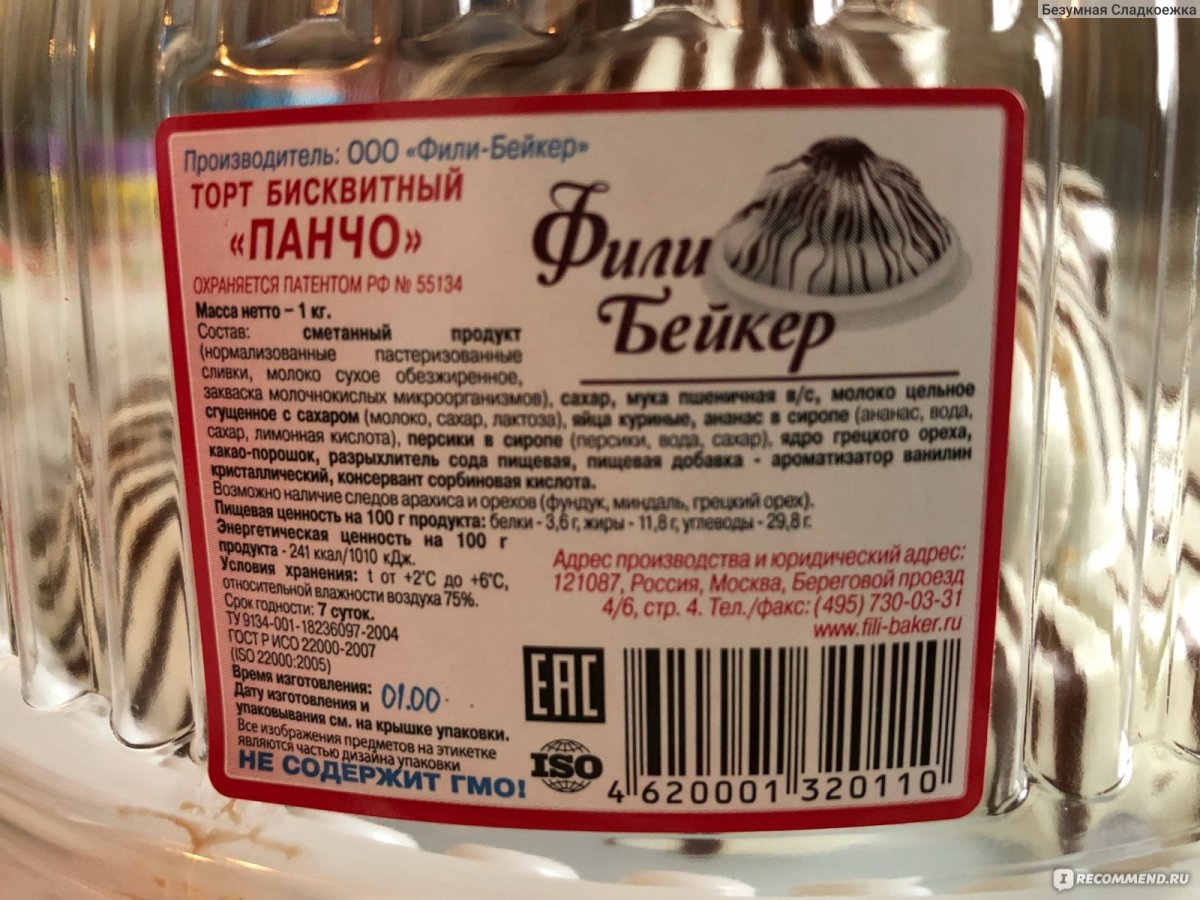 Безумная Сладкоежка
Производитель: ООО «Фили-Бейкер»
ТОРТ БИСКВИТНЫЙ
«ПАНЧО»
ОХРАНЯЕТСЯ ПАТЕНТОМ РФ № 55134
Фили
Бейкер
Масса нетто – 1 кг.
Состав: сметанный продукт
(нормализованные пастеризованные
сливки, молоко сухое обезжиренное,
закваска молочнокислых микроорганизмов), сахар, мука пшеничная в/с, молоко цельное
сгущенное с сахаром (молоко, сахар, лактоза), яйца куриные, ананас в сиропе (ананас, вода,
сахар, лимонная кислота), персики в сиропе (персики, вода, сахар), ядро грецкого ореха,
какао-порошок, разрыхлитель сода пищевая, пищевая добавка - ароматизатор ванилин
кристаллический, консервант сорбиновая кислота.
Возможно наличие следов арахиса и орехов (фундук, миндаль, грецкий орех).
Пищевая ценность на 100 г продукта: белки - 3,6 г, жиры - 11,8 г, углеводы - 29,8 г.
Энергетическая ценность на 100 г
продукта - 241 ккал/1010 кДж.
Условия хранения: t от +2°С до +6°С,
относительной влажности воздуха 75%.
Срок годности: 7 суток.
ТУ 9134-001-18236097-2004
ГОСТ Р ИСО 22000-2007
(ISO 22000:2005)
Время изготовления: 01.00
Дату изготовления и
упаковывания см. на крышке упаковки.
Все изображения предметов на этикетке
являются частью дизайна упаковки
НЕ СОДЕРЖИТ ГМО!
Адрес производства и юридический адрес:
121087, Россия, Москва, Береговой проезд
4/6, стр. 4. Тел./факс: (495) 730-03-31
www.fili-baker.ru
EAC
ISO
4 620001 320110
IRECOMMEND.RU